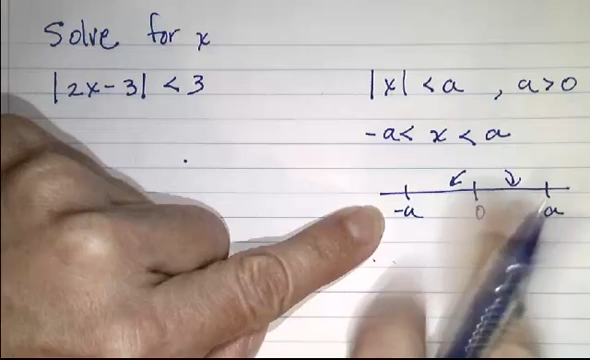 Solve for x
|2x-3| < 3
|x| < a , a > 0
-a < x < a
-a 0 a